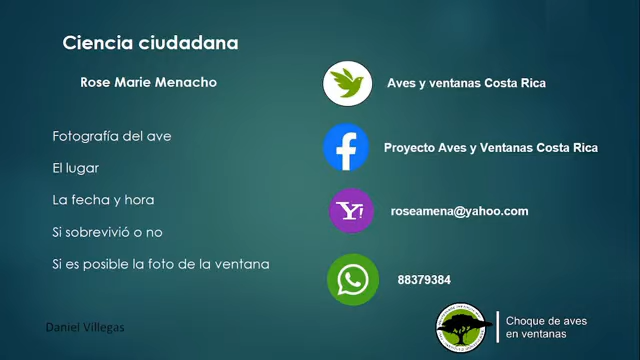 Ciencia ciudadana
Rose Marie Menacho
Fotografía del ave
El lugar
La fecha y hora
Si sobrevivió o no
Si es posible la foto de la ventana
Aves y ventanas Costa Rica
Proyecto Aves y Ventanas Costa Rica
Y!
roseamena@yahoo.com
88379384
Daniel Villegas
Choque de aves
en ventanas